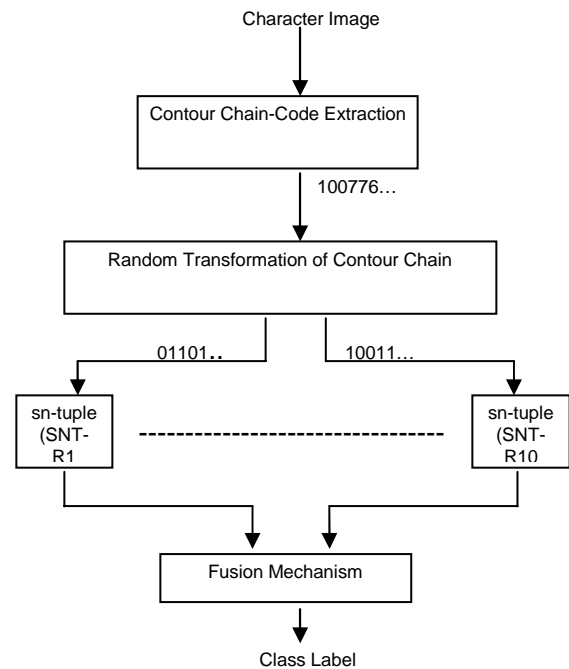 Character Image
Contour Chain-Code Extraction
100776...
Random Transformation of Contour Chain
01101..
10011...
sn-tuple
(SNT-
R1
sn-tuple
(SNT-
R10
Fusion Mechanism
Class Label